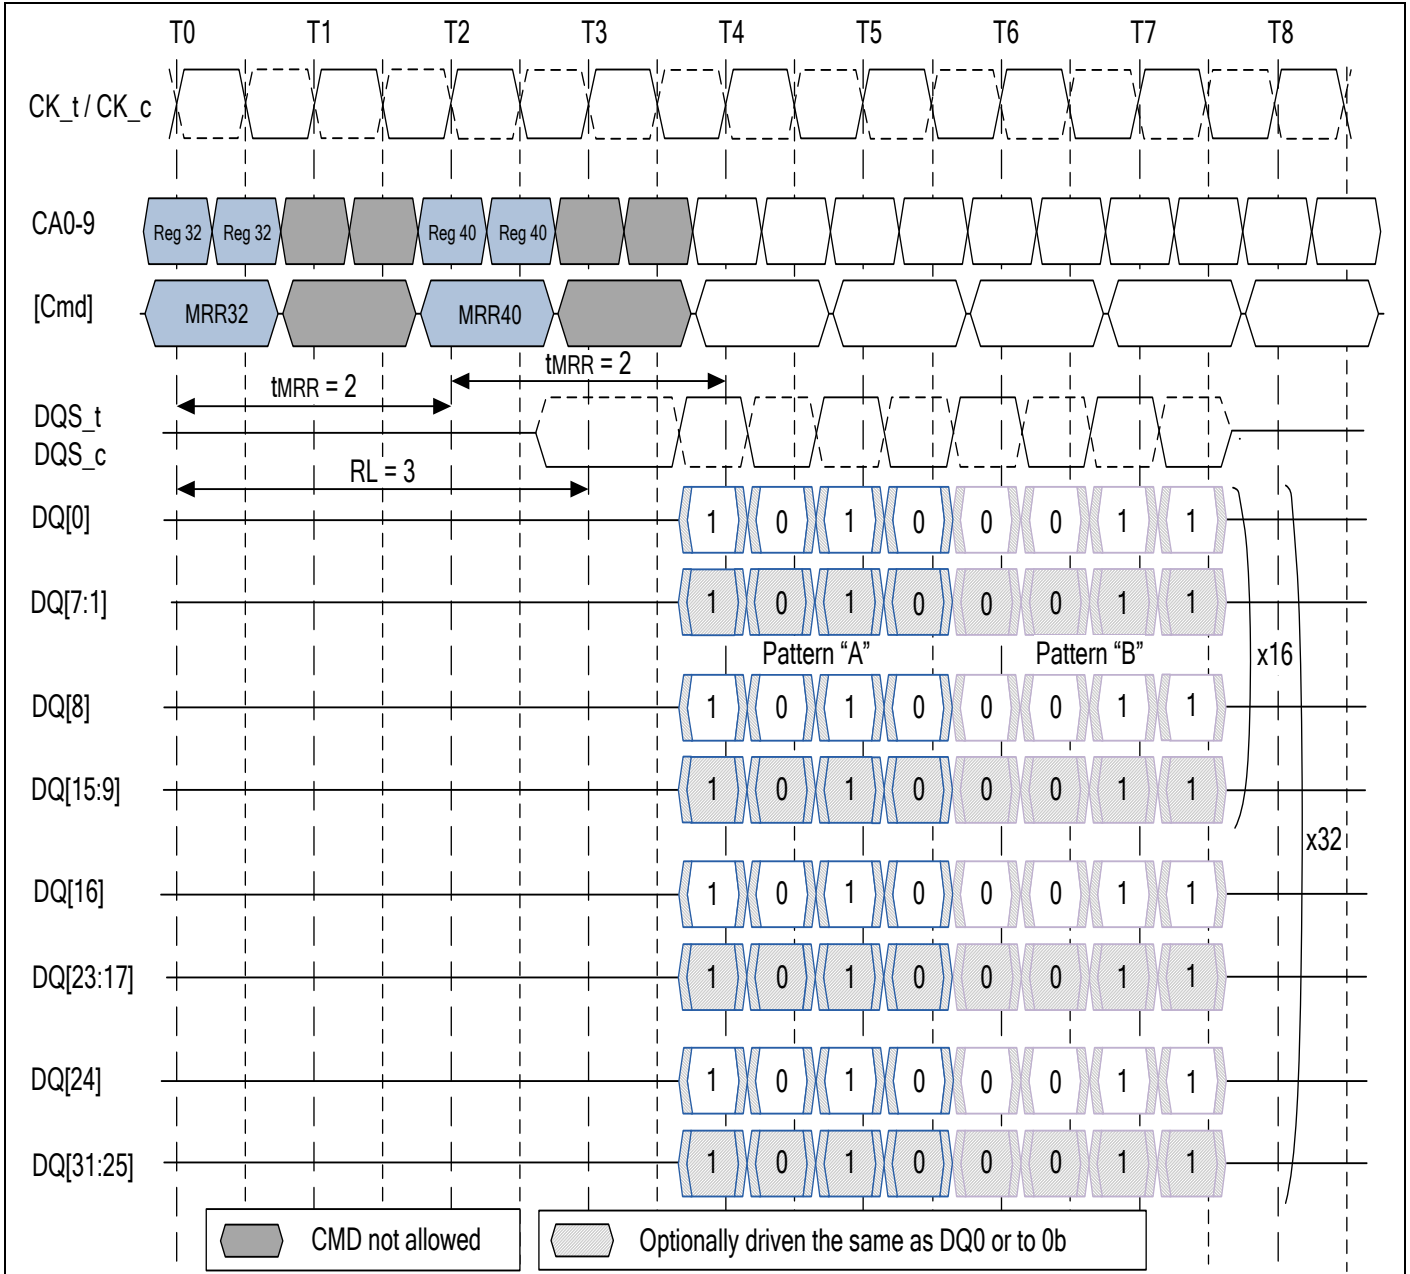 T0 T1 T2 T3 T4 T5 T6 T7 T8
CK_t / CK_c
CA0-9 Reg 32 Reg 32 Reg 40 Reg 40
[Cmd] MRR32 MRR40
tMRR = 2 tMRR = 2
DQS_t
DQS_c
RL = 3
DQ[0] 1 0 1 0 0 0 1 1
DQ[7:1] 1 0 1 0 0 0 1 1
Pattern “A” Pattern “B” x16
DQ[8] 1 0 1 0 0 0 1 1
DQ[15:9] 1 0 1 0 0 0 1 1
x32
DQ[16] 1 0 1 0 0 0 1 1
DQ[23:17] 1 0 1 0 0 0 1 1
DQ[24] 1 0 1 0 0 0 1 1
DQ[31:25] 1 0 1 0 0 0 1 1
CMD not allowed Optionally driven the same as DQ0 or to 0b